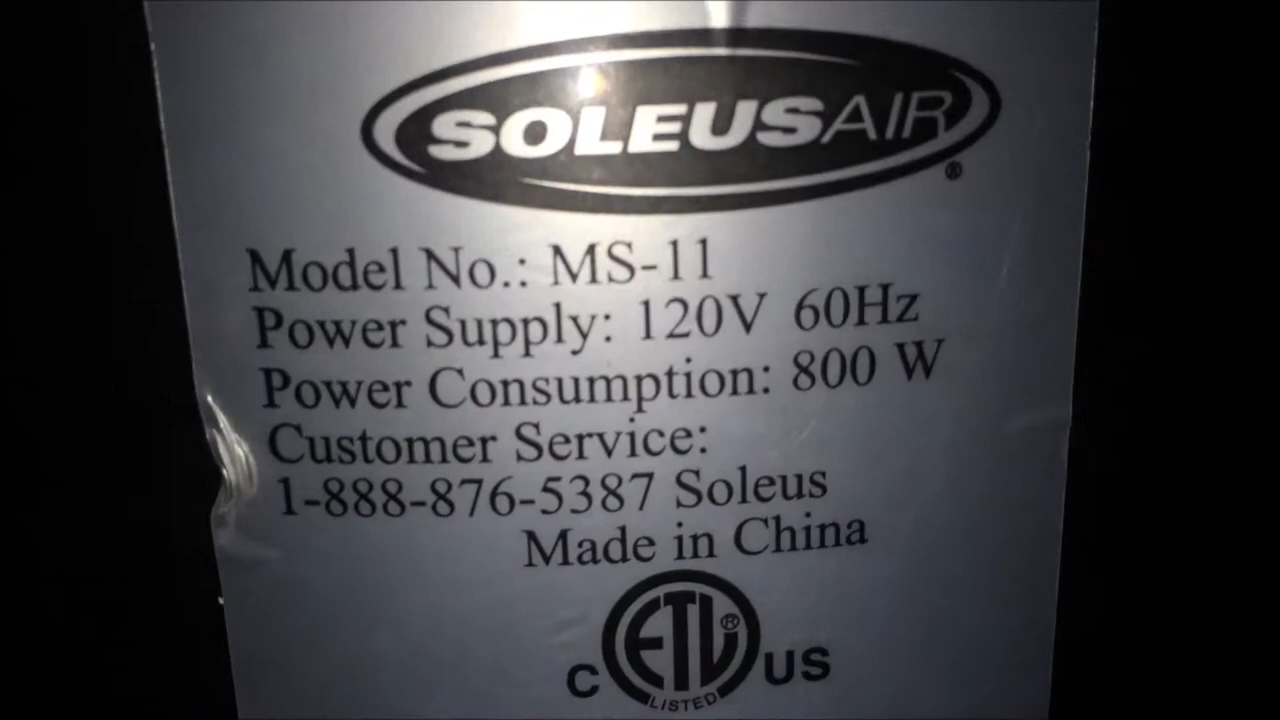 SOLEUSAIR
®
Model No.: MS-11
Power Supply: 120V 60Hz
Power Consumption: 800 W
Customer Service:
1-888-876-5387 Soleus
Made in China
C ETL® US
LISTED